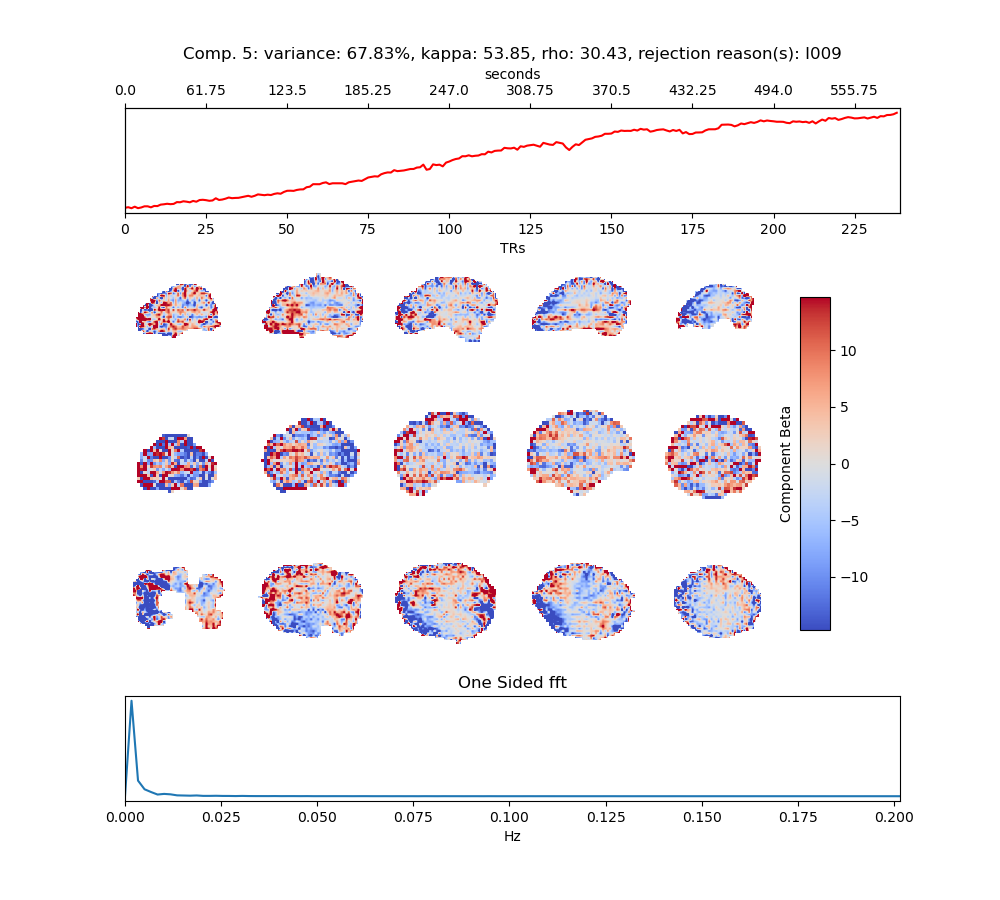 Comp. 5: variance: 67.83%, kappa: 53.85, rho: 30.43, rejection reason(s): I009
seconds
0.0 61.75 123.5 185.25 247.0 308.75 370.5 432.25 494.0 555.75
0 25 50 75 100 125 150 175 200 225
TRs
10
5
0
−5
−10
Component Beta
One Sided fft
0.000 0.025 0.050 0.075 0.100 0.125 0.150 0.175 0.200
Hz